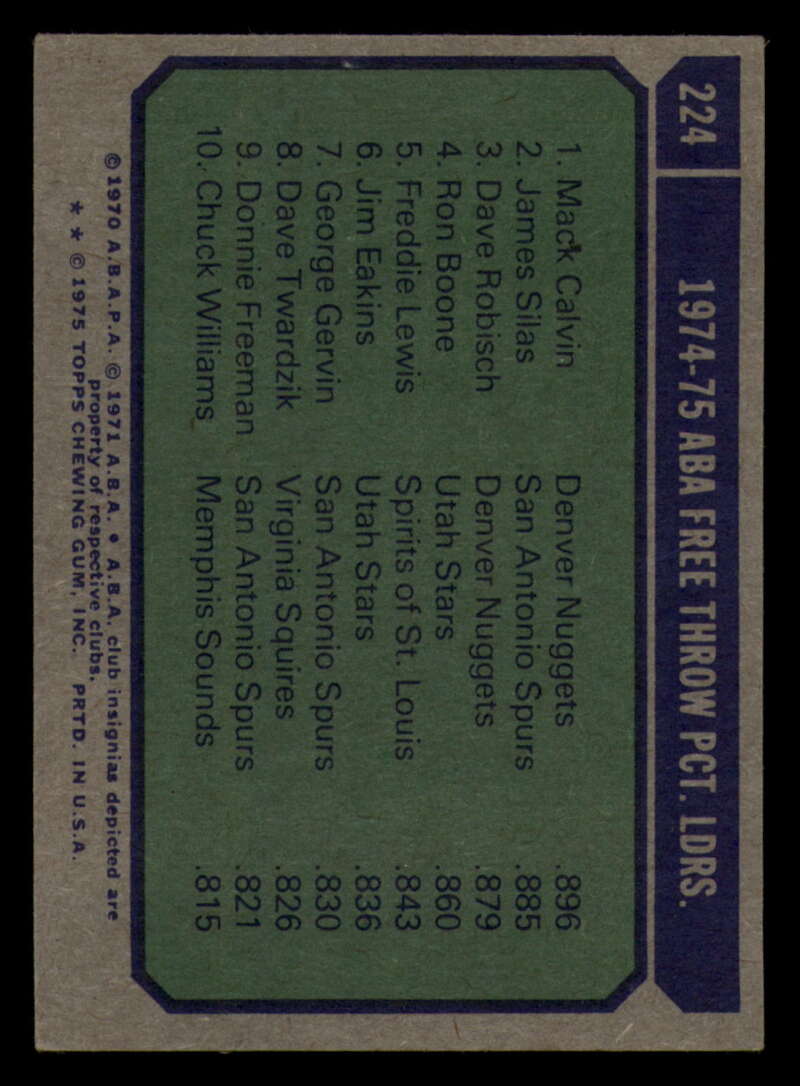 224 1974-75 ABA FREE THROW PCT. LDRS.
1. Mack Calvin Denver Nuggets .896
2. James Silas San Antonio Spurs .885
3. Dave Robisch Denver Nuggets .879
4. Ron Boone Utah Stars .860
5. Freddie Lewis Spirits of St. Louis .843
6. Jim Eakins Utah Stars .836
7. George Gervin San Antonio Spurs .830
8. Dave Twardzik Virginia Squires .826
9. Donnie Freeman San Antonio Spurs .821
10. Chuck Williams Memphis Sounds .815
© 1970 A.B.A.P.A. © 1971 A.B.A. • A.B.A. club insignias depicted are
property of respective clubs.
* * © 1975 TOPPS CHEWING GUM, INC. PRTD. IN U.S.A.